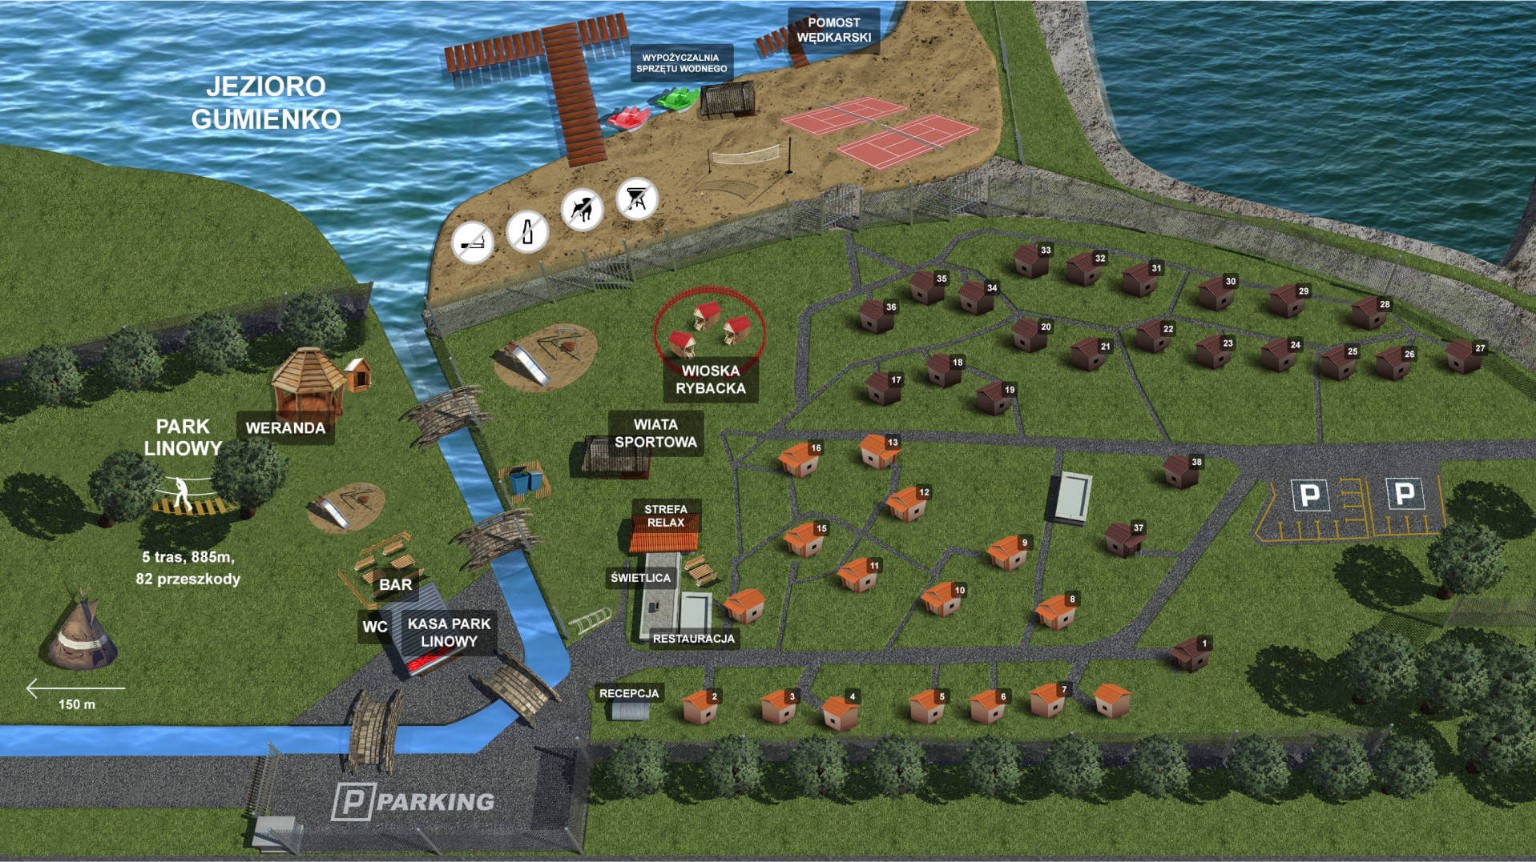 POMOST
WĘDKARSKI
WYPOŻYCZALNIA
SPRZĘTU WODNEGO
JEZIORO
GUMIENKO
33
32
31
30
29
28
35
34
36
20
22
21
23
24
25
26
27
18
17
19
WIOSKA
RYBACKA
WERANDA
PARK
LINOWY
WIATA
SPORTOWA
16
13
38
12
P
P
STREFA
RELAX
15
37
9
5 tras, 885m,
82 przeszkody
ŚWIETLICA
11
BAR
10
8
WC
KASA PARK
LINOWY
RESTAURACJA
1
150 m
RECEPCJA
2
3
4
5
6
7
P PARKING